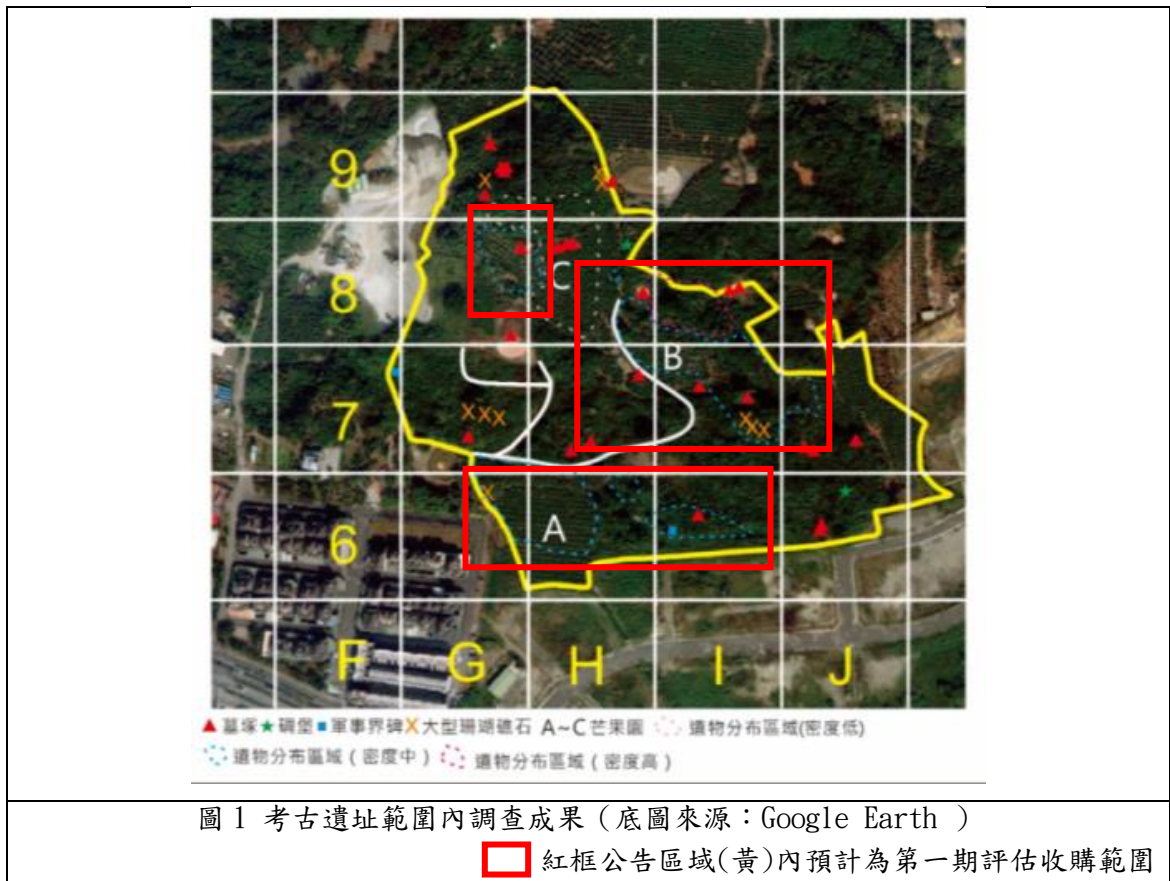 9
8
7
6
C
B
A
F G H I J
▲墓塚★碉堡■軍事界碑X大型珊瑚礁石 A~C芒果園 遺物分布區域(密度低)
遺物分布區域(密度中) 遺物分布區域(密度高)
圖 1 考古遺址範圍內調查成果(底圖來源:Google Earth )
紅框公告區域(黃)內預計為第一期評估收購範圍